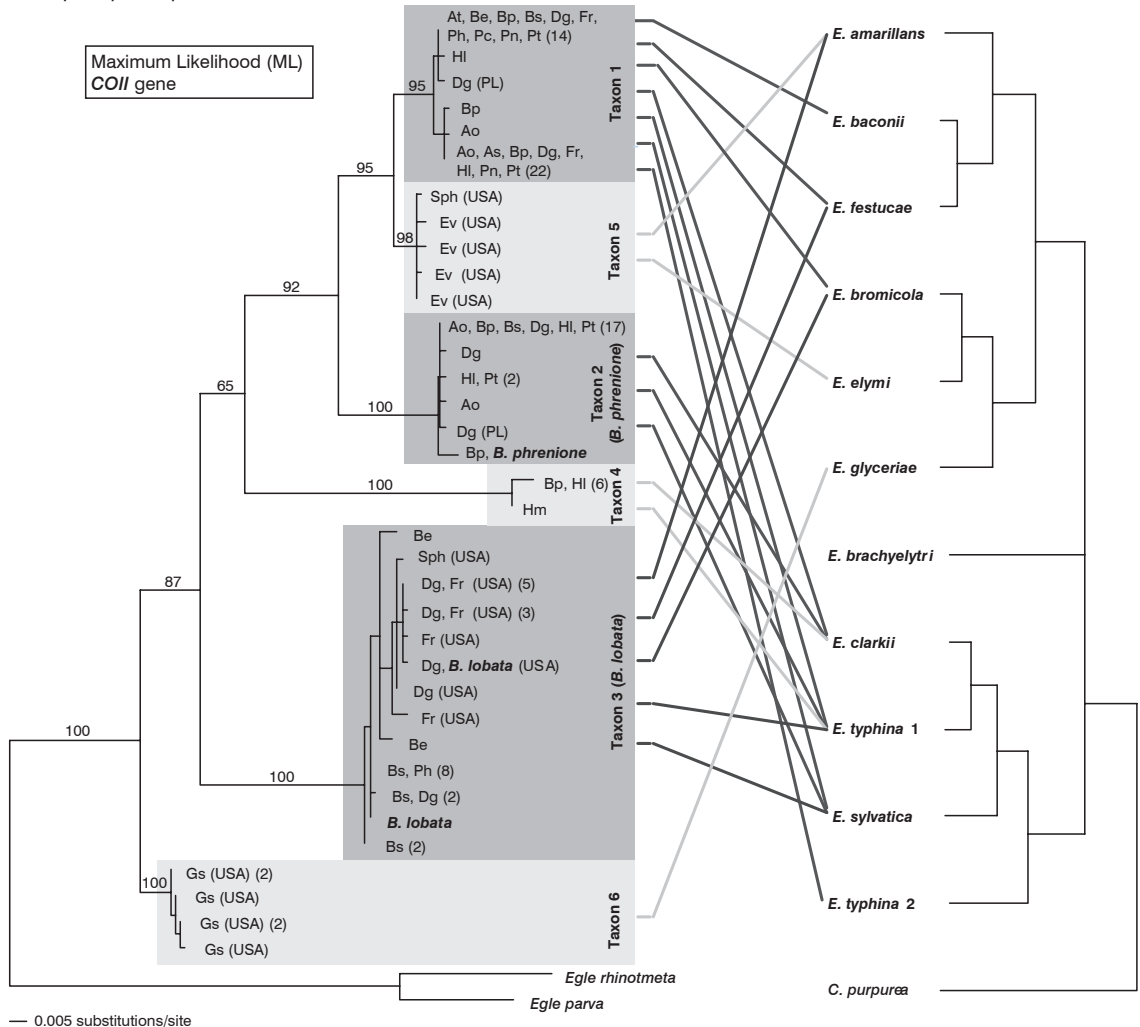 Maximum Likelihood (ML)
COII gene
At, Be, Bp, Bs, Dg, Fr,
Ph, Pc, Pn, Pt (14)
Hl
Dg (PL)
Bp
Ao
Ao, As, Bp, Dg, Fr,
Hl, Pn, Pt (22)
Taxon 1
95
95
Sph (USA)
Ev (USA)
Ev (USA)
Ev (USA)
Ev (USA)
Taxon 5
98
92
Ao, Bp, Bs, Dg, Hl, Pt (17)
Dg
Hl, Pt (2)
Ao
Dg (PL)
Bp, B. phrenione
Taxon 2
(B. phrenione)
100
65
Bp, Hl (6)
Hm
Taxon 4
100
Be
Sph (USA)
Dg, Fr (USA) (5)
Dg, Fr (USA) (3)
Fr (USA)
Dg, B. lobata (USA)
Dg (USA)
Fr (USA)
Be
Bs, Ph (8)
Bs, Dg (2)
B. lobata
Bs (2)
Taxon 3 (B. lobata)
87
100
100
Gs (USA) (2)
Gs (USA)
Gs (USA) (2)
Gs (USA)
Taxon 6
100
Egle rhinotmeta
Egle parva
0.005 substitutions/site
E. amarillans
E. baconii
E. festucae
E. bromicola
E. elymi
E. glyceriae
E. brachyelytri
E. clarkii
E. typhina 1
E. sylvatica
E. typhina 2
C. purpurea